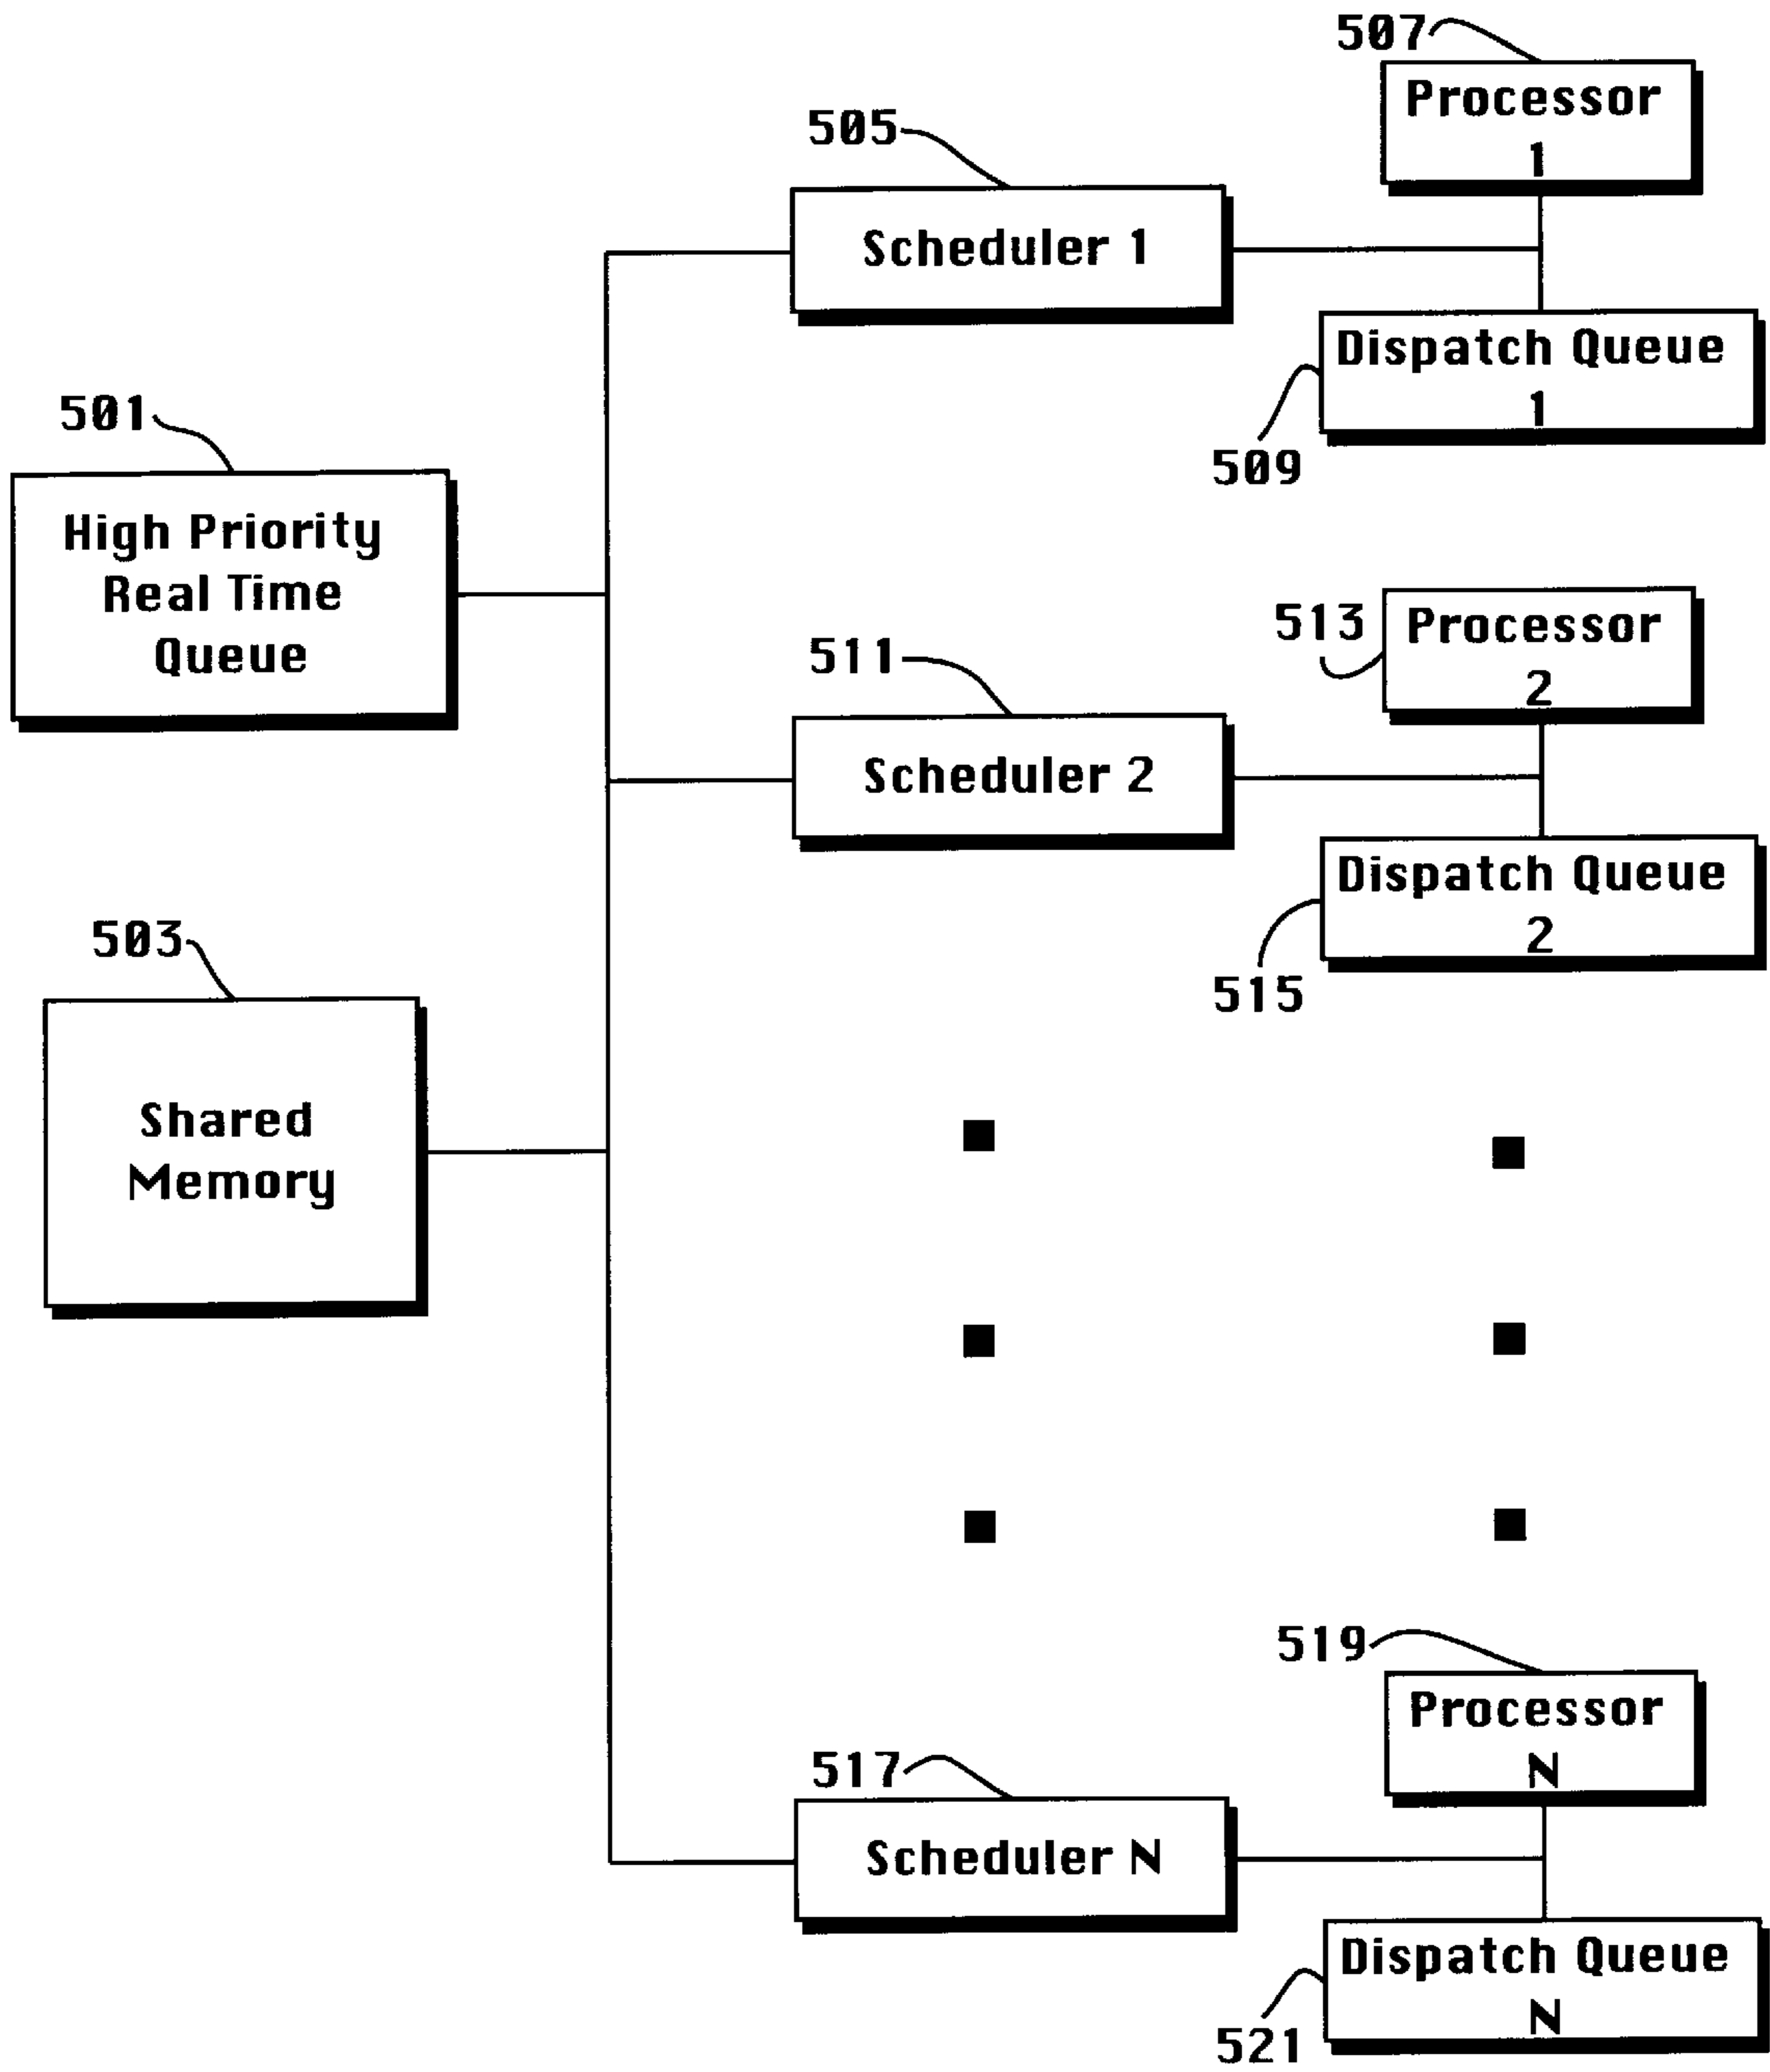 507
Processor
1
505
Scheduler 1
Dispatch Queue
1
509
501
High Priority
Real Time
Queue
513
Processor
2
511
Scheduler 2
Dispatch Queue
2
515
503
Shared
Memory
519
Processor
N
517
Scheduler N
Dispatch Queue
N
521